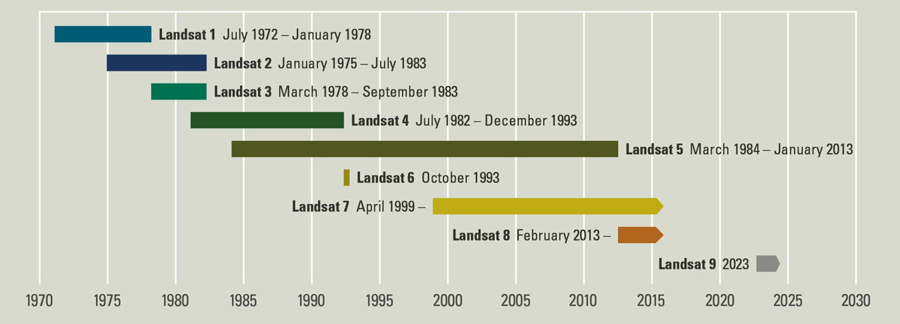 Landsat 1 July 1972 – January 1978
Landsat 2 January 1975 – July 1983
Landsat 3 March 1978 – September 1983
Landsat 4 July 1982 – December 1993
Landsat 5 March 1984 – January 2013
Landsat 6 October 1993
Landsat 7 April 1999 –
Landsat 8 February 2013 –
Landsat 9 2023
1970 1975 1980 1985 1990 1995 2000 2005 2010 2015 2020 2025 2030